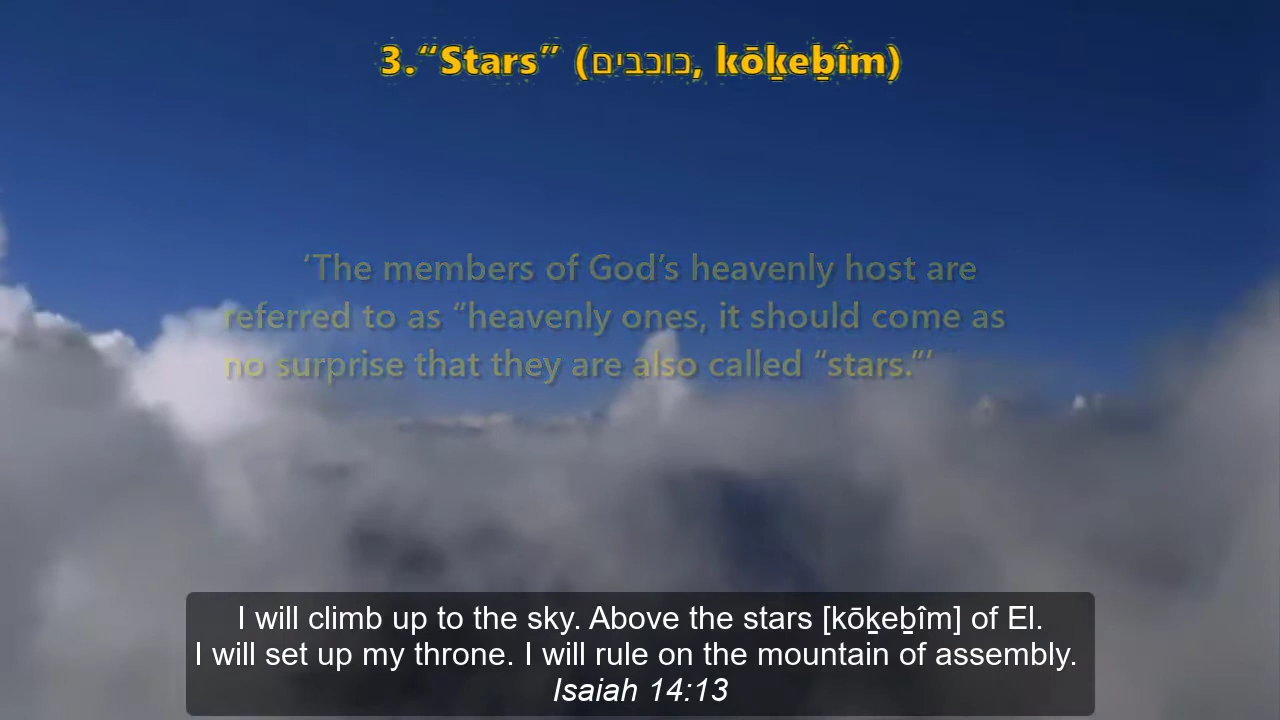 3.“Stars” (כוכבים, kōḵeḇîm)
‘The members of God’s heavenly host are
referred to as “heavenly ones, it should come as
no surprise that they are also called “stars.”’
I will climb up to the sky. Above the stars [kōḵeḇîm] of El.
I will set up my throne. I will rule on the mountain of assembly.
Isaiah 14:13